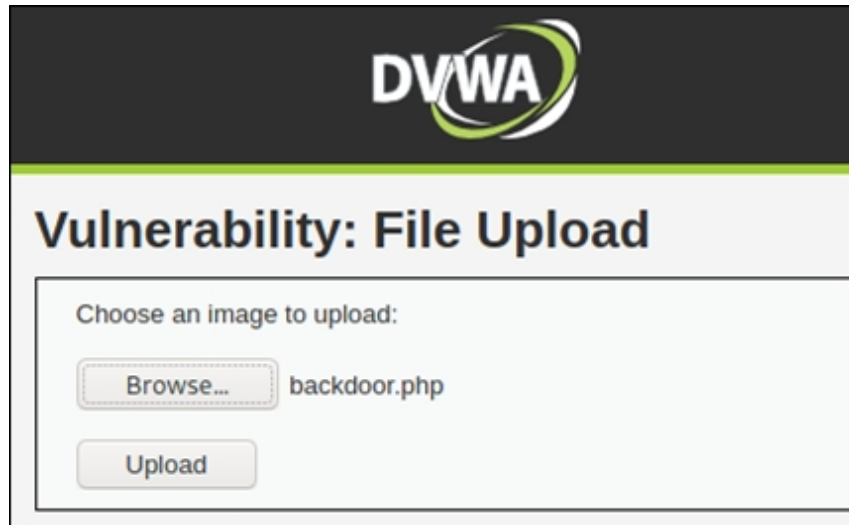 DVWA
Vulnerability: File Upload
Choose an image to upload:
Browse... backdoor.php
Upload